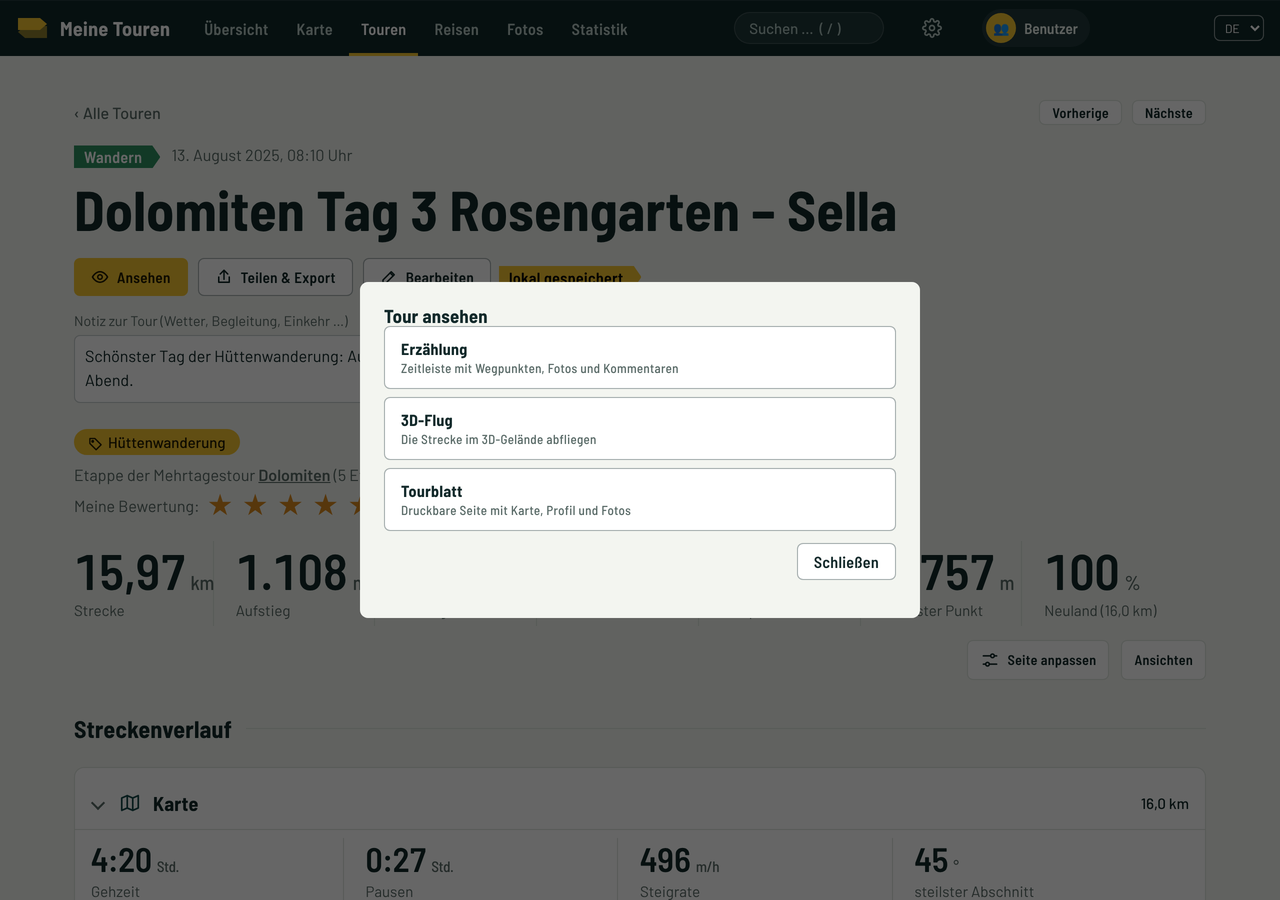 Meine Touren Übersicht Karte Touren Reisen Fotos Statistik Suchen … ( / ) Benutzer DE
‹ Alle Touren Vorherige Nächste
Wandern 13. August 2025, 08:10 Uhr
Dolomiten Tag 3 Rosengarten – Sella
Ansehen Teilen & Export Bearbeiten lokal gespeichert
Notiz zur Tour (Wetter, Begleitung, Einkehr …)
Schönster Tag der Hüttenwanderung:
Abend.
Hüttenwanderung
Etappe der Mehrtagestour Dolomiten (5
Meine Bewertung: ★ ★ ★ ★
Tour ansehen
Erzählung
Zeitleiste mit Wegpunkten, Fotos und Kommentaren
3D-Flug
Die Strecke im 3D-Gelände abfliegen
Tourblatt
Druckbare Seite mit Karte, Profil und Fotos
Schließen
15,97 km 1.108 757 m 100 %
Strecke Aufstieg Punkt Neuland (16,0 km)
Seite anpassen Ansichten
Streckenverlauf
Karte 16,0 km
4:20 Std. 0:27 Std. 496 m/h 45 °
Gehzeit Pausen Steigrate steilster Abschnitt